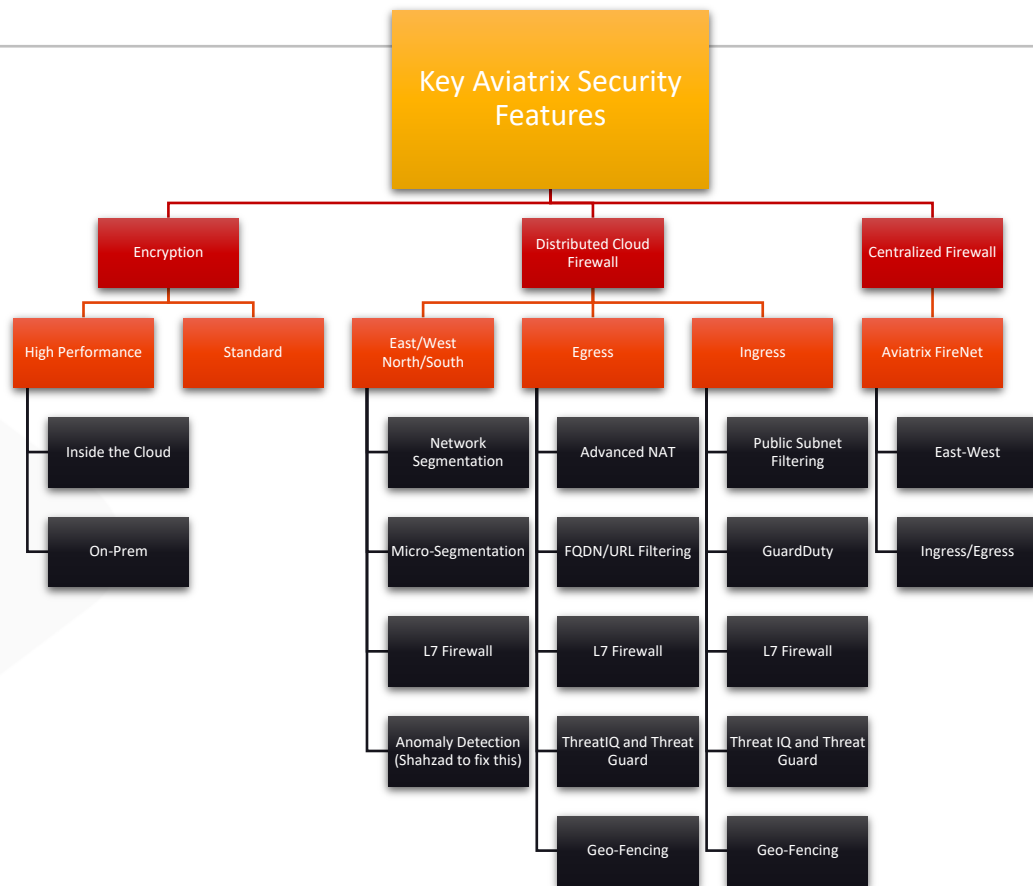 Key Aviatrix Security
Features
Encryption
Distributed Cloud
Firewall
Centralized Firewall
High Performance
Standard
East/West
North/South
Egress
Ingress
Aviatrix FireNet
Inside the Cloud
On-Prem
Network
Segmentation
Micro-Segmentation
L7 Firewall
Anomaly Detection
(Shahzad to fix this)
Advanced NAT
FQDN/URL Filtering
L7 Firewall
ThreatIQ and Threat
Guard
Geo-Fencing
Public Subnet
Filtering
GuardDuty
L7 Firewall
Threat IQ and Threat
Guard
Geo-Fencing
East-West
Ingress/Egress